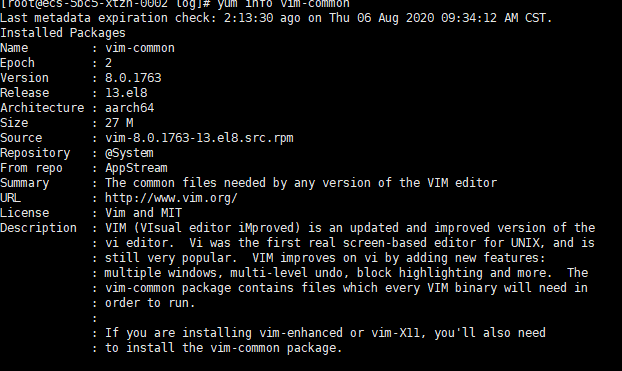 [root@ecs-5bc5-xtzh-0002 log]# yum info vim-common
Last metadata expiration check: 2:13:30 ago on Thu 06 Aug 2020 09:34:12 AM CST.
Installed Packages
Name         : vim-common
Epoch        : 2
Version      : 8.0.1763
Release      : 13.el8
Architecture : aarch64
Size         : 27 M
Source       : vim-8.0.1763-13.el8.src.rpm
Repository   : @System
From repo    : AppStream
Summary      : The common files needed by any version of the VIM editor
URL          : http://www.vim.org/
License      : Vim and MIT
Description  : VIM (VIsual editor iMproved) is an updated and improved version of the
             : vi editor.  Vi was the first real screen-based editor for UNIX, and is
             : still very popular.  VIM improves on vi by adding new features:
             : multiple windows, multi-level undo, block highlighting and more.  The
             : vim-common package contains files which every VIM binary will need in
             : order to run.
             :
             : If you are installing vim-enhanced or vim-X11, you'll also need
             : to install the vim-common package.